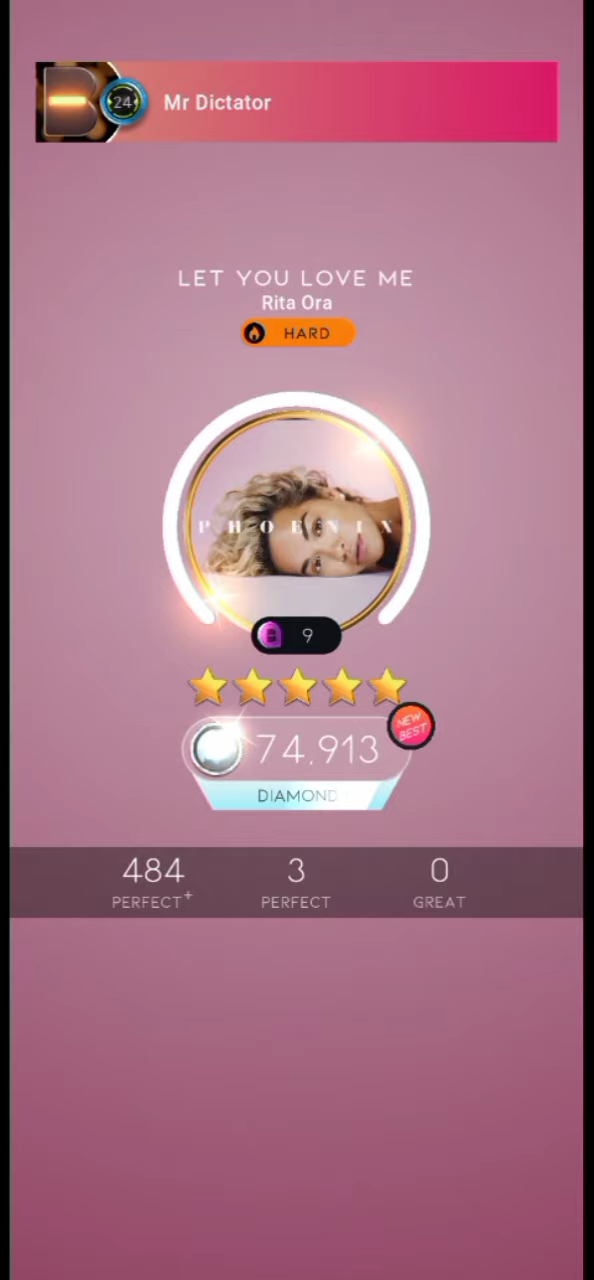 24 Mr Dictator
LET YOU LOVE ME
Rita Ora
HARD
PHOENIX
9
NEW
BEST
74.913
DIAMOND
484 3 0
PERFECT+ PERFECT GREAT